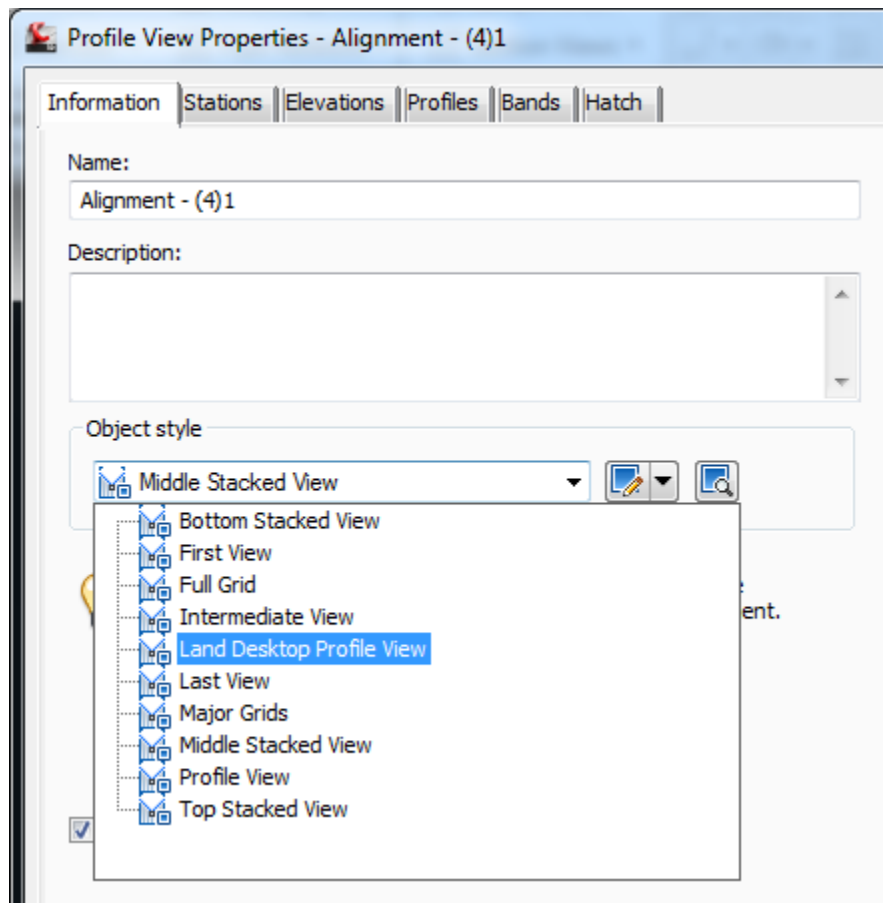 Profile View Properties - Alignment - (4)1
Information Stations Elevations Profiles Bands Hatch
Name:
Alignment - (4)1
Description:
Object style
Middle Stacked View
Bottom Stacked View
First View
Full Grid
Intermediate View
ent.
Land Desktop Profile View
Last View
Major Grids
Middle Stacked View
Profile View
Top Stacked View